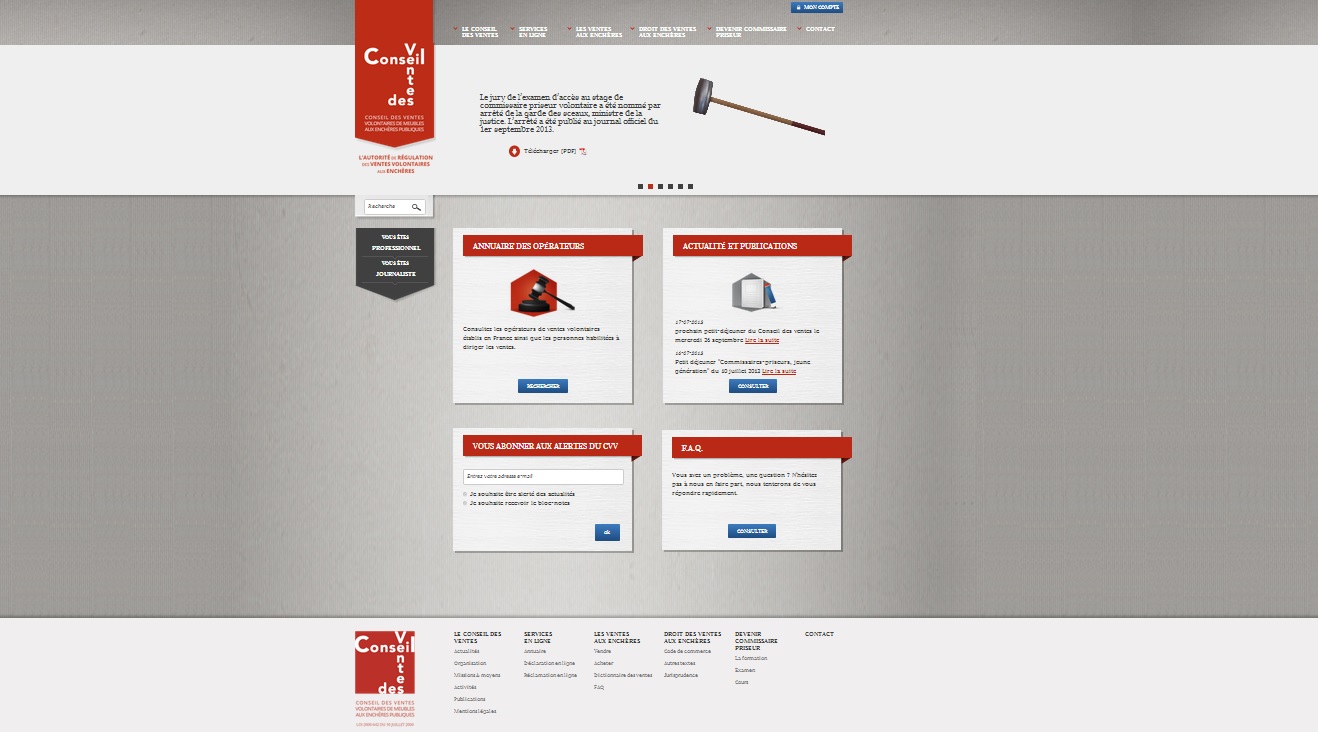 MON COMPTE
LE CONSEIL
DES VENTES
SERVICES
EN LIGNE
LES VENTES
AUX ENCHÈRES
DROIT DES VENTES
AUX ENCHÈRES
DEVENIR COMMISSAIRE
PRISEUR
CONTACT
Conseil
Ventes
des
CONSEIL DES VENTES
VOLONTAIRES DE MEUBLES
AUX ENCHÈRES PUBLIQUES
L'AUTORITÉ DE RÉGULATION
DES VENTES VOLONTAIRES
AUX ENCHÈRES
Le jury de l'examen d'accès au stage de
commissaire priseur volontaire a été nommé par
arrêté de la garde des sceaux, ministre de la
justice. L'arrêté a été publié au journal officiel du
1er septembre 2013.
Télécharger (PDF)
Recherche
VOUS ÊTES
PROFESSIONNEL
VOUS ÊTES
JOURNALISTE
ANNUAIRE DES OPÉRATEURS
Consultez les opérateurs de ventes volontaires
établis en France ainsi que les personnes habilitées à
diriger les ventes.
RECHERCHER
ACTUALITÉ ET PUBLICATIONS
17-07-2013
prochain petit-déjeuner du Conseil des ventes le
mercredi 26 septembre Lire la suite
16-07-2013
Petit déjeuner "Commissaires-priseurs, jeune
génération" du 10 juillet 2013 Lire la suite
CONSULTER
VOUS ABONNER AUX ALERTES DU CVV
Entrez votre adresse e-mail
Je souhaite être alerté des actualités
Je souhaite recevoir le bloc-notes
ok
F.A.Q.
Vous avez un problème, une question ? N'hésitez
pas à nous en faire part, nous tenterons de vous
répondre rapidement.
CONSULTER
Conseil
Ventes
des
CONSEIL DES VENTES
VOLONTAIRES DE MEUBLES
AUX ENCHÈRES PUBLIQUES
LE CONSEIL DES
VENTES
Actualités
Organisation
Missions & moyens
Activités
Publications
Mentions légales
SERVICES
EN LIGNE
Annuaire
Déclaration en ligne
Réclamation en ligne
LES VENTES
AUX ENCHÈRES
Vendre
Acheter
Dictionnaire des ventes
FAQ
DROIT DES VENTES
AUX ENCHÈRES
Code de commerce
Autres textes
Jurisprudence
DEVENIR
COMMISSAIRE
PRISEUR
La formation
Examen
Cours
CONTACT